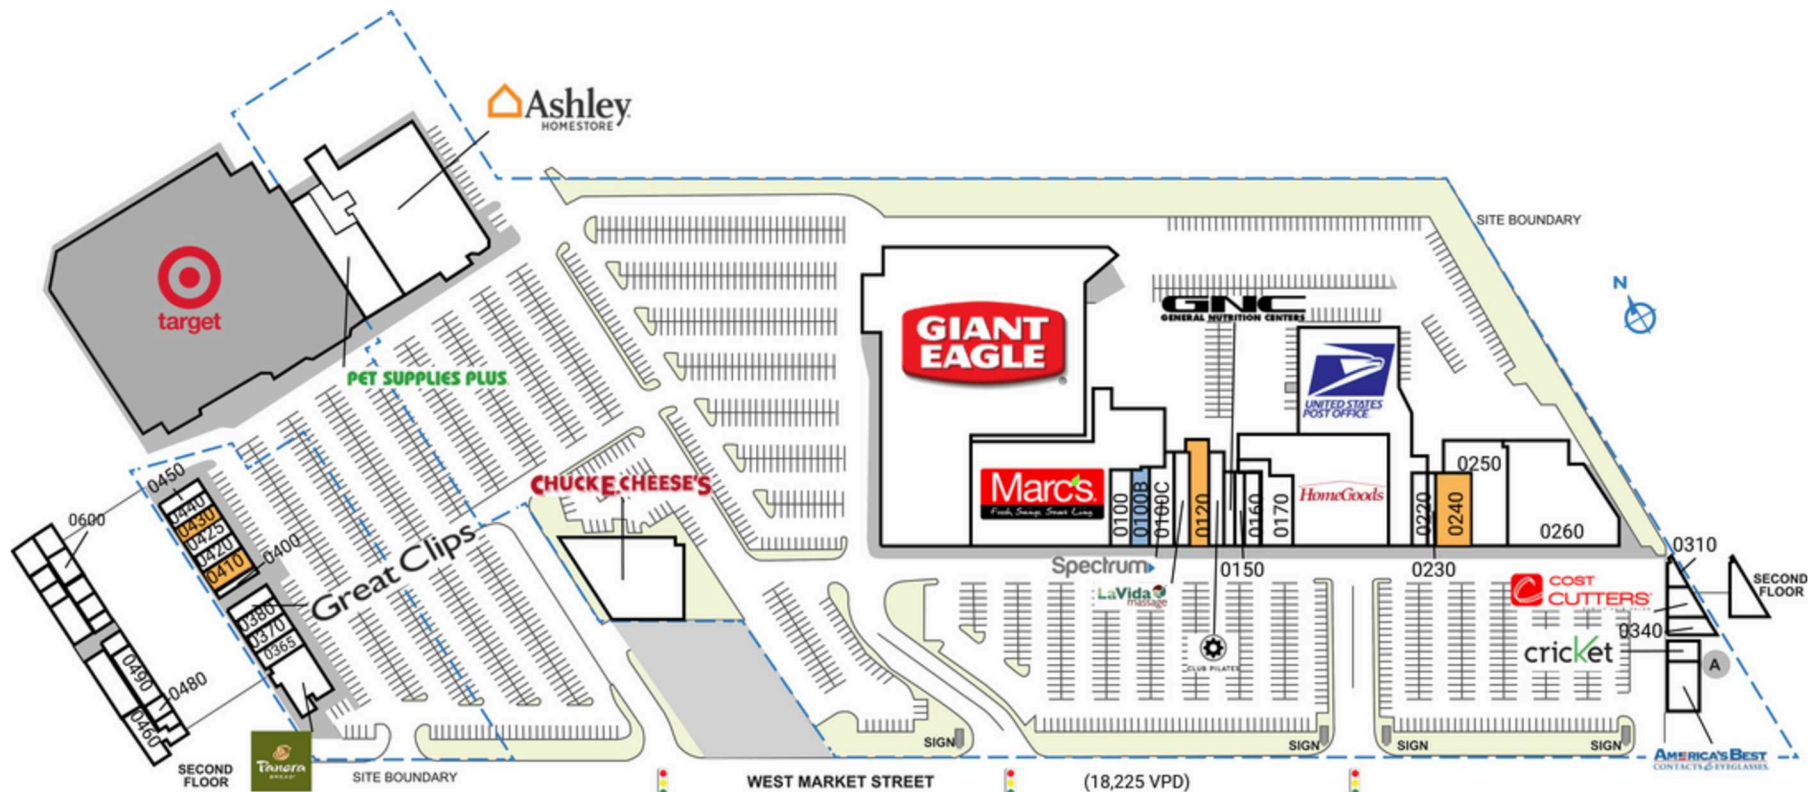 Ashley
HOMESTORE
SITE BOUNDARY
target
N
GNC
GENERAL NUTRITION CENTERS
GIANT
EAGLE
UNITED STATES
POST OFFICE
PET SUPPLIES PLUS
CHUCK E. CHEESE'S
Marc's
Food, Savings, Smart Living
HomeGoods
0100
0100B
0100C
0120
0160
0170
0220
0240
0250
0260
0450
0440
0430
0425
0420
0410
0400
0600
Great Clips
0380
0370
0365
0490
0480
0460
Spectrum
LaVida
massage
0150
0230
0310
COST
CUTTERS
SECOND
FLOOR
0340
cricket
A
CLUB PILATES
Panera
BREAD
SECOND
FLOOR
SITE BOUNDARY
SIGN
SIGN
SIGN
SIGN
AMERICA'S BEST
CONTACTS & EYEGLASSES
WEST MARKET STREET
(18,225 VPD)